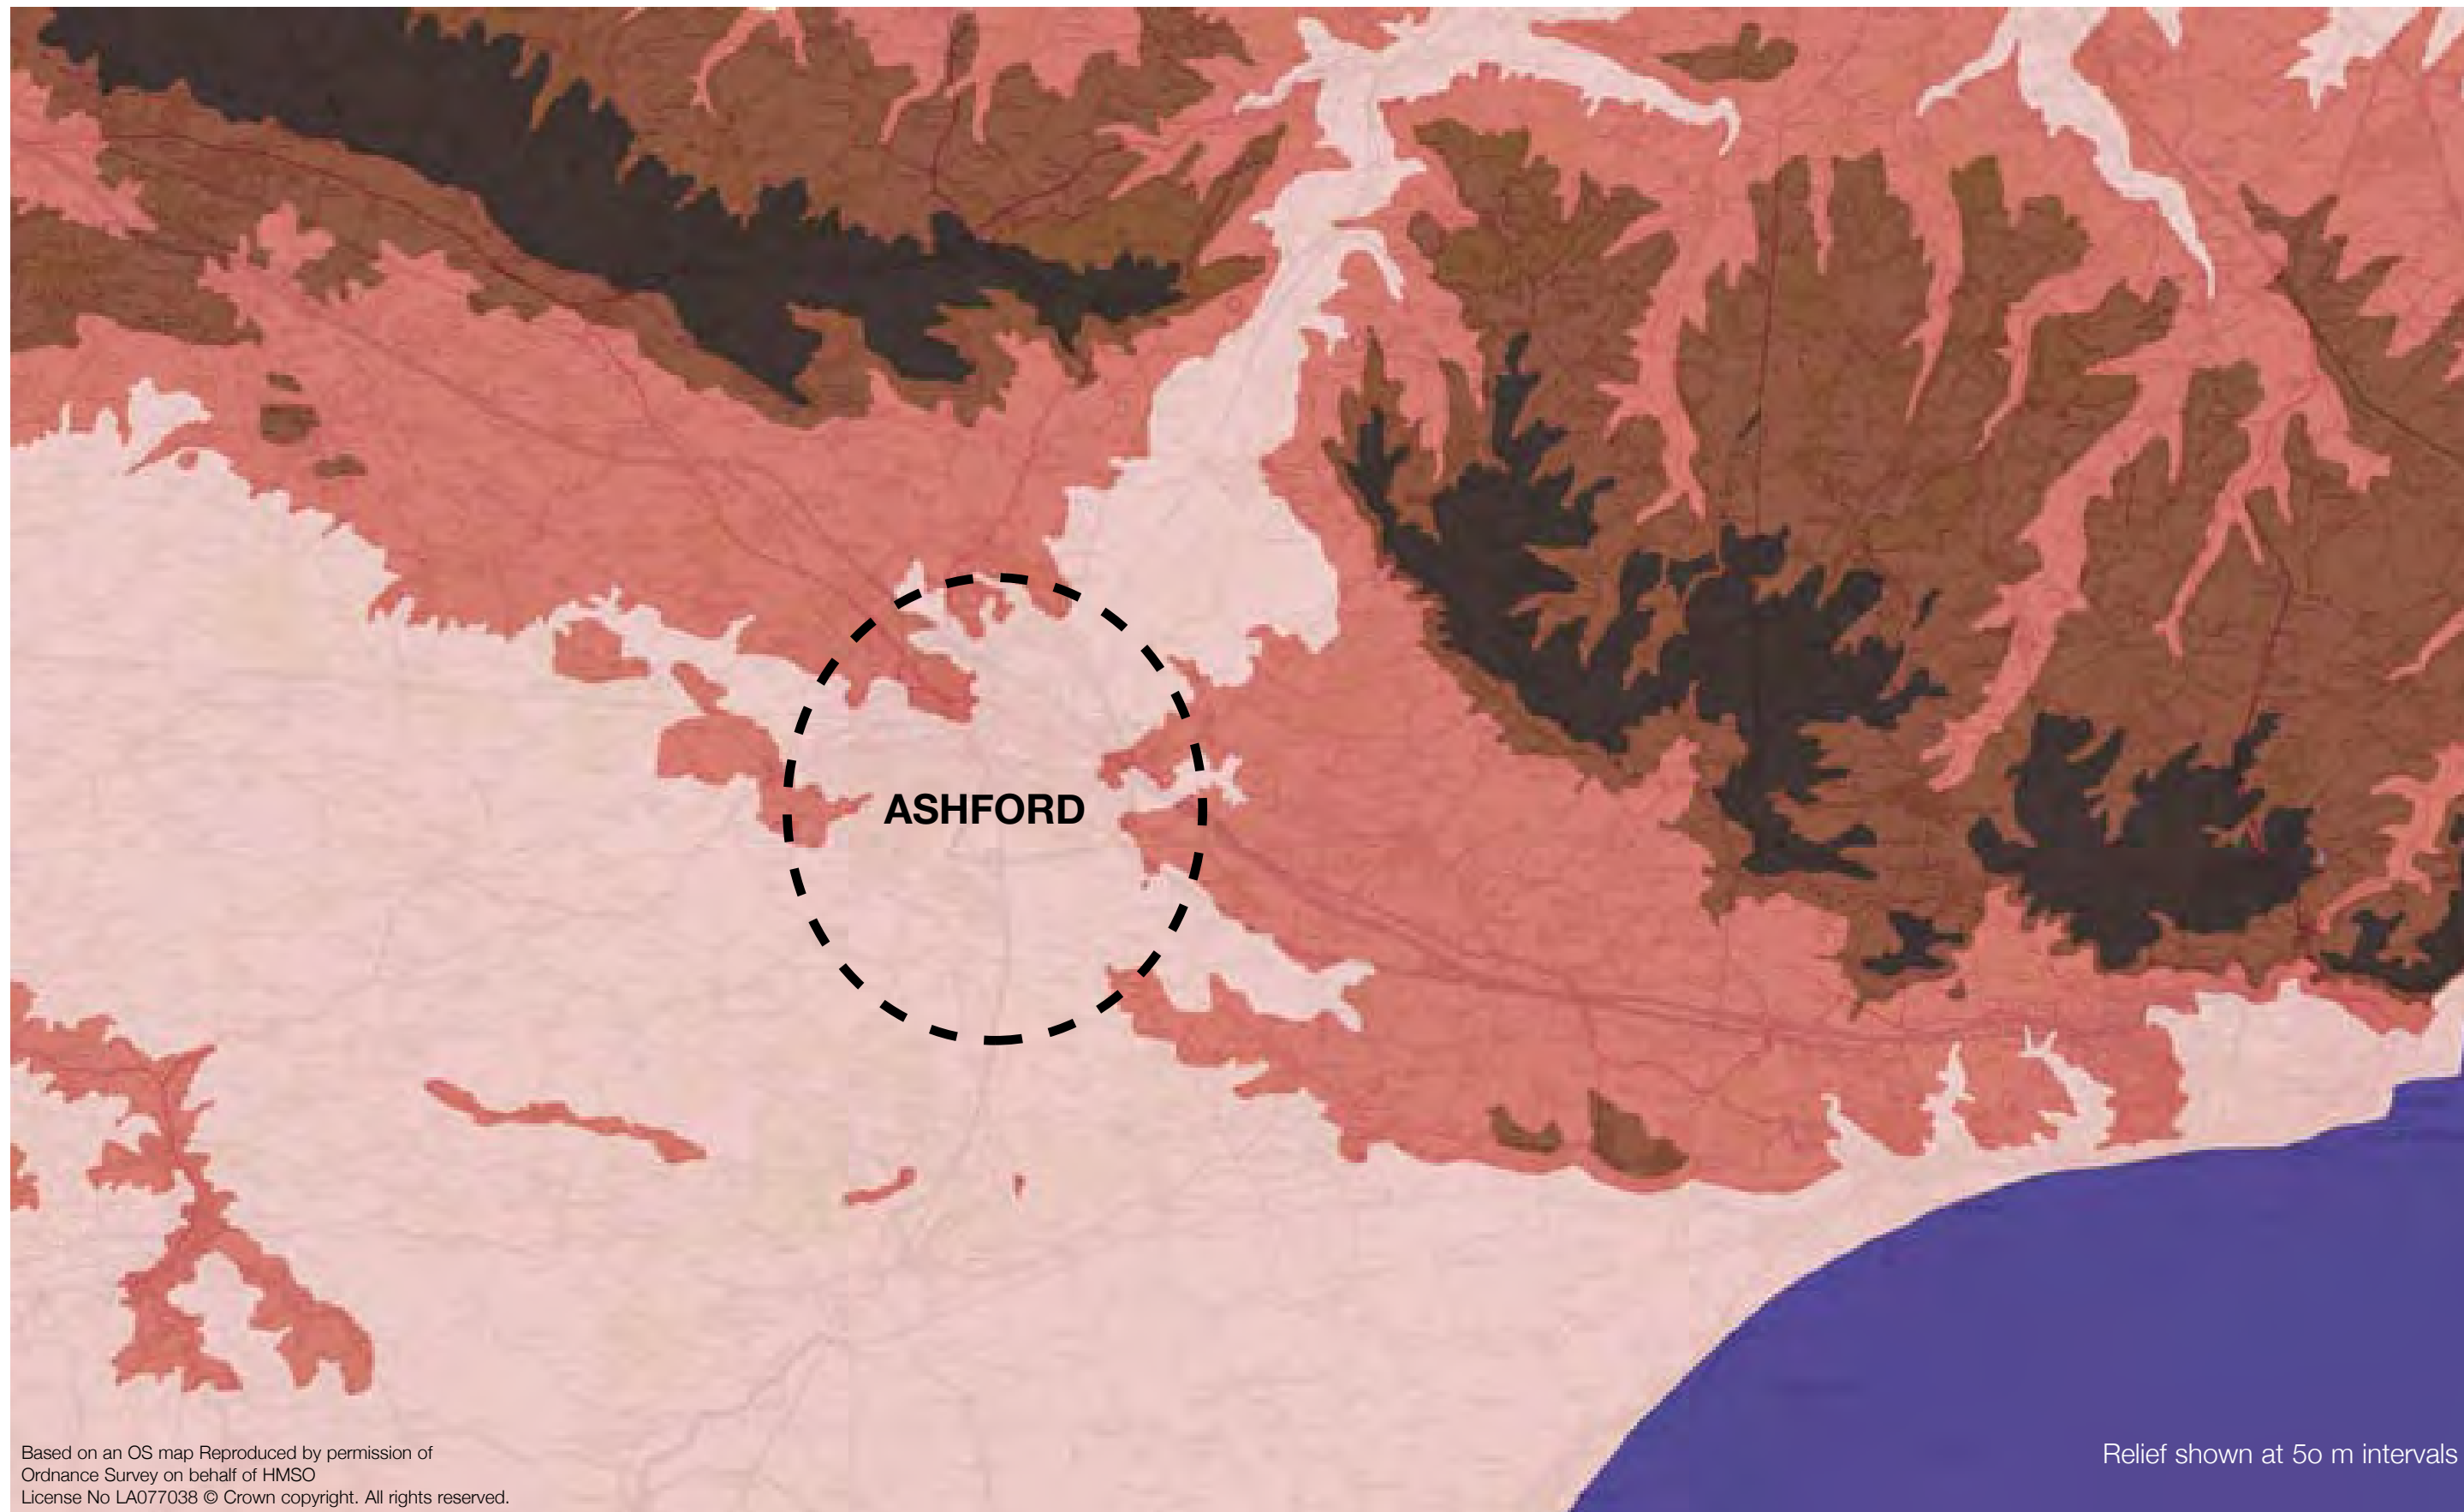 ASHFORD
Based on an OS map Reproduced by permission of
Ordnance Survey on behalf of HMSO
License No LA077038 © Crown copyright. All rights reserved.
Relief shown at 5o m intervals